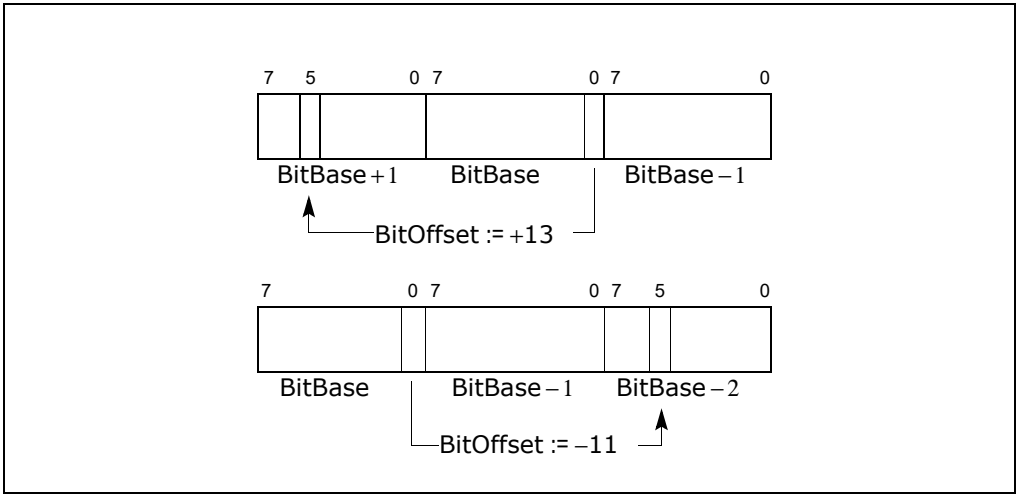 7 5 0 7 0 7 0
BitBase + 1 BitBase BitBase − 1
BitOffset := +13
7 0 7 0 7 5 0
BitBase BitBase − 1 BitBase − 2
BitOffset := −11